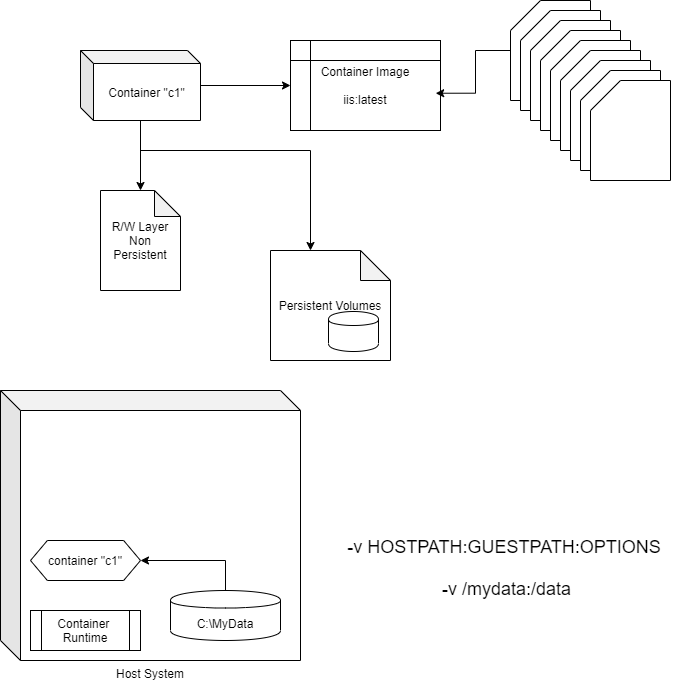 Container "c1"
Container Image
iis:latest
R/W Layer
Non
Persistent
Persistent Volumes
container "c1"
Container
Runtime
C:\MyData
Host System
-v HOSTPATH:GUESTPATH:OPTIONS
-v /mydata:/data